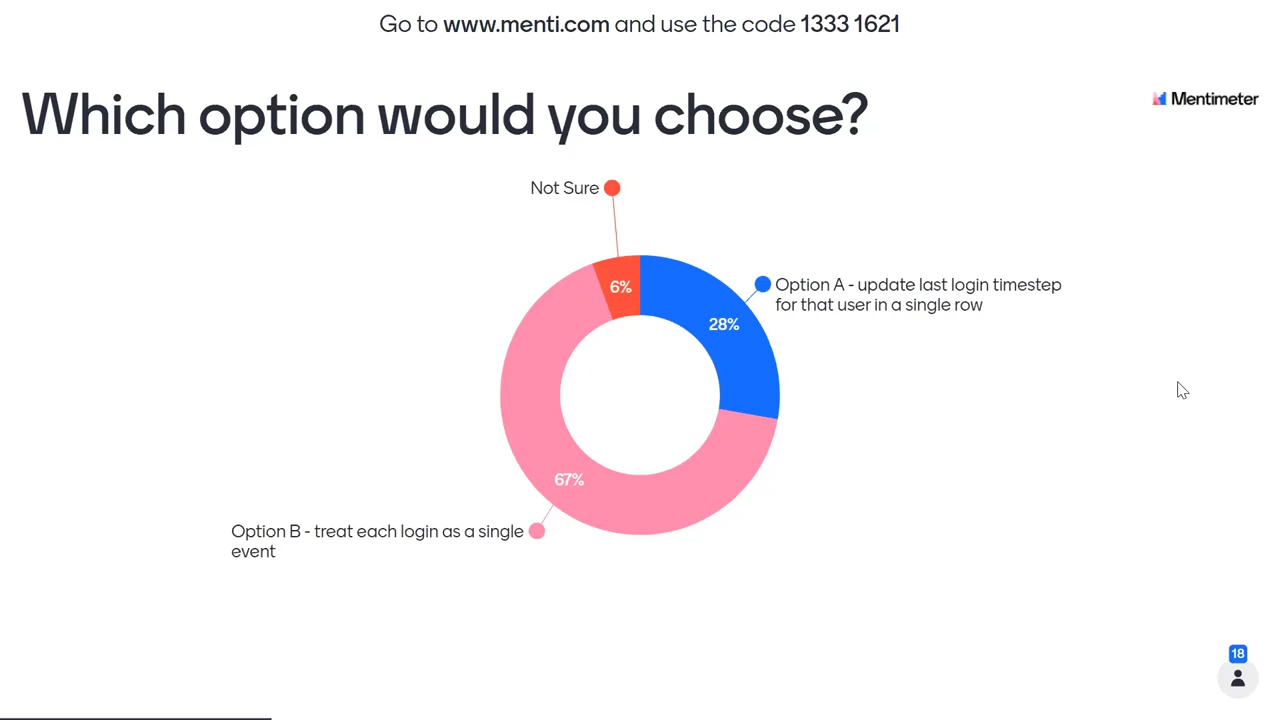 Go to www.menti.com and use the code 1333 1621
Which option would you choose?
Mentimeter
Not Sure
6%
Option A - update last login timestep
for that user in a single row
28%
67%
Option B - treat each login as a single
event
18